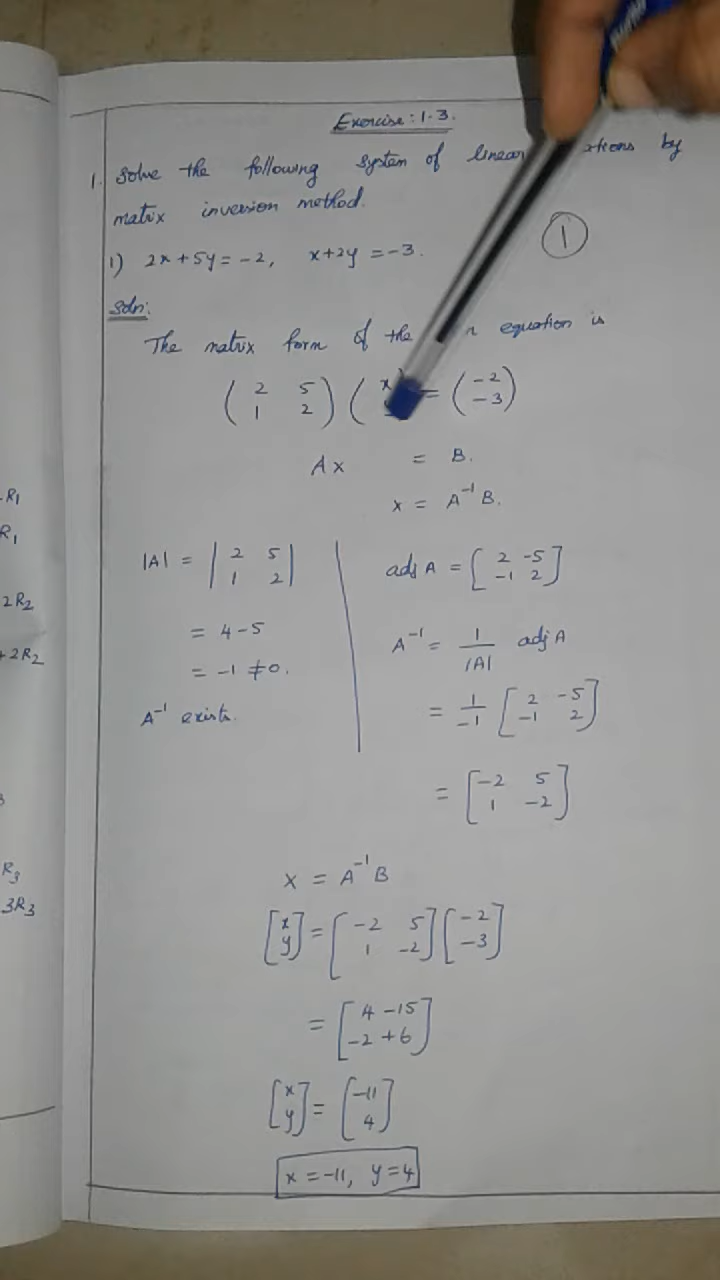 Exercise: 1.3.
1. Solve the following system of linear by
matrix inversion method.
1) 2x + 5y = -2, x + 2y = -3.
①
Soln:
The matrix form of the equation is
( 2 5 ) ( x = ( -2 )
1 2 -3
Ax = B.
x = A⁻¹ B.
|A| = | 2 5 |
1 2
= 4 - 5
= -1 ≠ 0.
A⁻¹ exists.
adj A = [ 2 -5 ]
-1 2
A⁻¹ = 1/|A| adj A
= 1/-1 [ 2 -5 ]
-1 2
= [ -2 5 ]
1 -2
x = A⁻¹ B
[ x ] = [ -2 5 ] [ -2 ]
y 1 -2 -3
= [ 4 - 15 ]
-2 + 6
[ x ] = [ -11 ]
y 4
x = -11, y = 4
-R₁
R₁
2R₂
+2R₂
R₃
3R₃